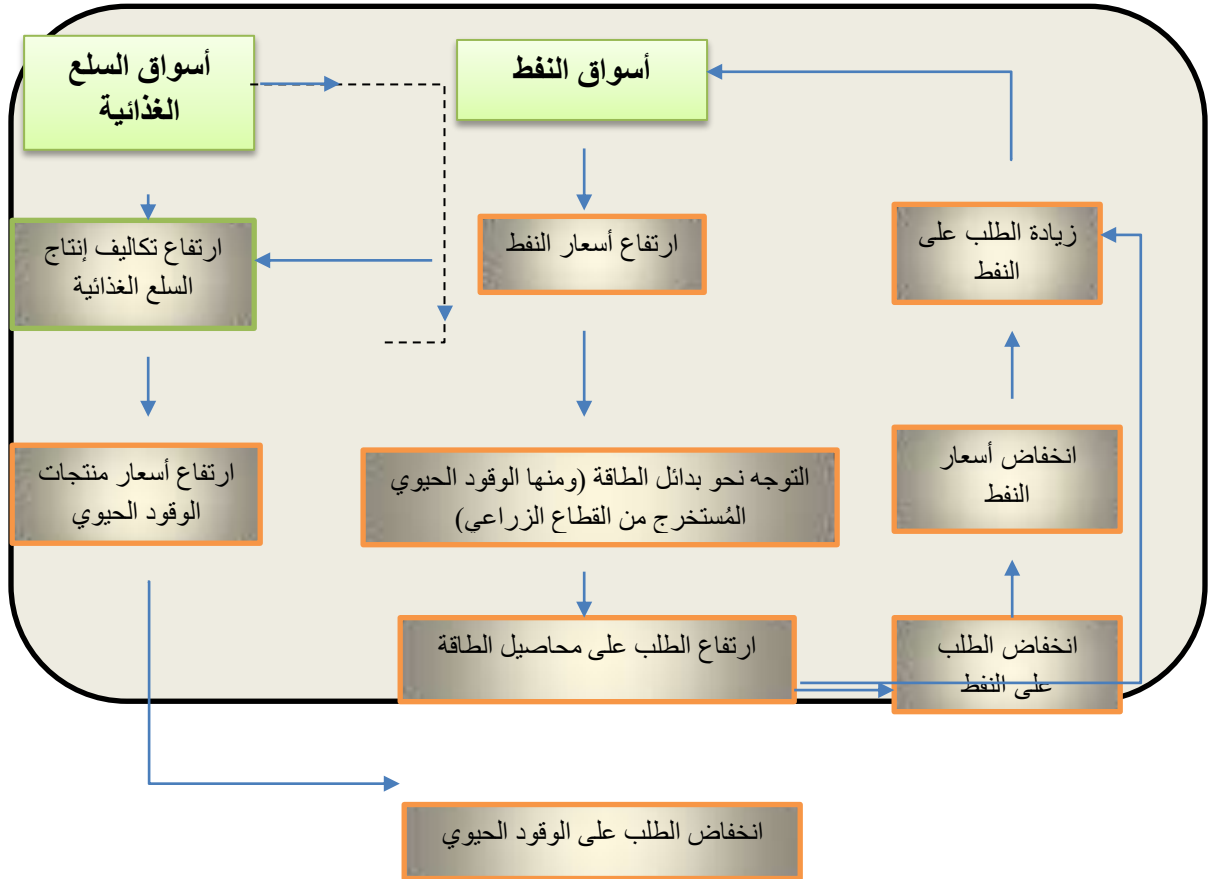 أسواق السلع
الغذائية
أسواق النفط
ارتفاع تكاليف إنتاج
السلع الغذائية
ارتفاع أسعار النفط
زيادة الطلب على
النفط
ارتفاع أسعار منتجات
الوقود الحيوي
التوجه نحو بدائل الطاقة (ومنها الوقود الحيوي
المُستخرج من القطاع الزراعي)
انخفاض أسعار
النفط
ارتفاع الطلب على محاصيل الطاقة
انخفاض الطلب
على النفط
انخفاض الطلب على الوقود الحيوي